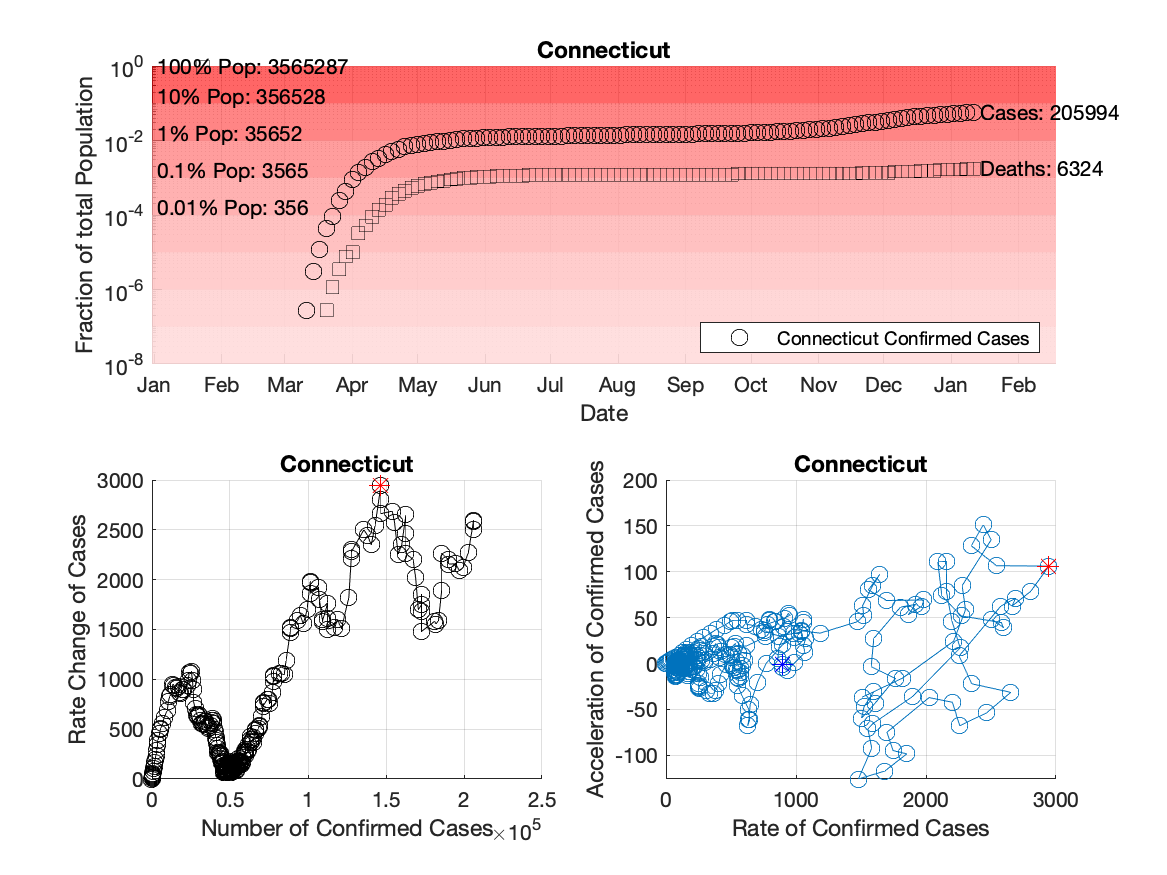 Connecticut
Fraction of total Population
10^0
10^-2
10^-4
10^-6
10^-8
100% Pop: 3565287
10% Pop: 356528
1% Pop: 35652
0.1% Pop: 3565
0.01% Pop: 356
Cases: 205994
Deaths: 6324
Connecticut Confirmed Cases
Jan Feb Mar Apr May Jun Jul Aug Sep Oct Nov Dec Jan Feb
Date
Connecticut
Rate Change of Cases
3000
2500
2000
1500
1000
500
0
0 0.5 1 1.5 2 2.5
Number of Confirmed Cases
×10^5
Connecticut
Acceleration of Confirmed Cases
200
150
100
50
0
-50
-100
0 1000 2000 3000
Rate of Confirmed Cases